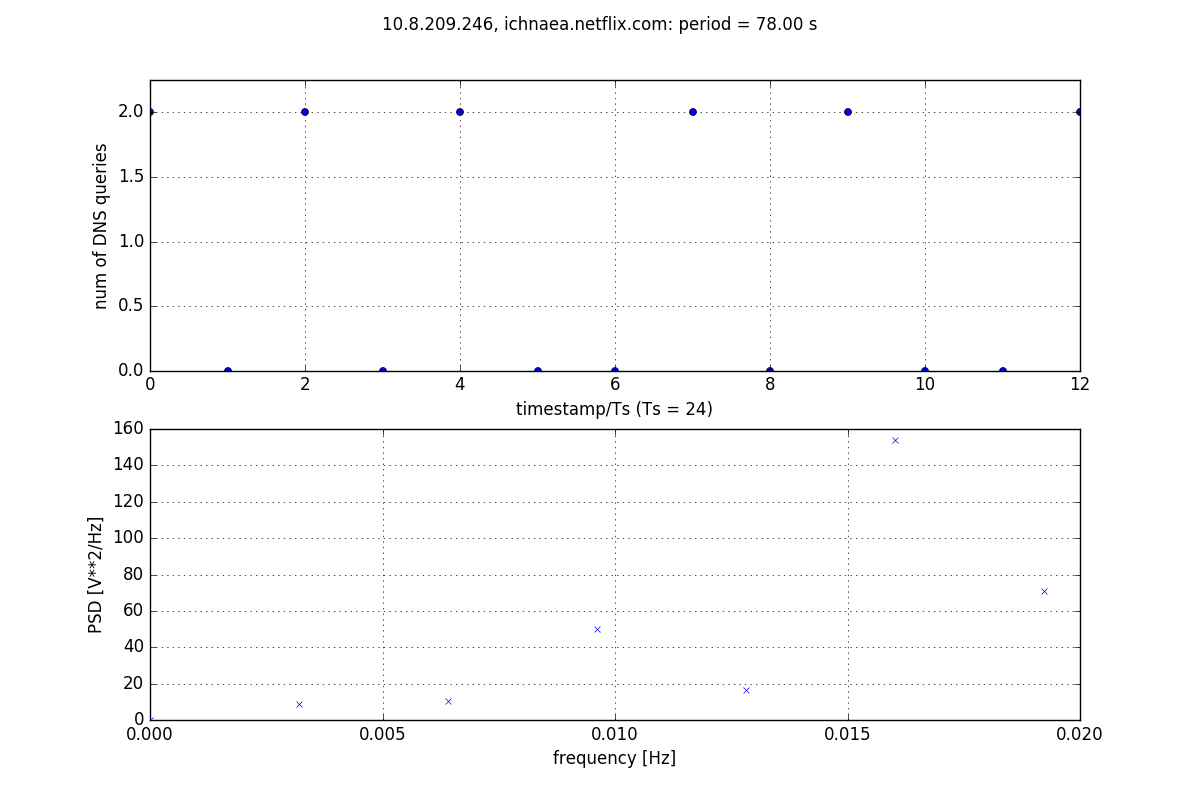 10.8.209.246, ichnaea.netflix.com: period = 78.00 s
2.0
1.5
1.0
0.5
0.0
num of DNS queries
0 2 4 6 8 10 12
timestamp/Ts (Ts = 24)
160
140
120
100
80
60
40
20
0
PSD [V**2/Hz]
0.000 0.005 0.010 0.015 0.020
frequency [Hz]